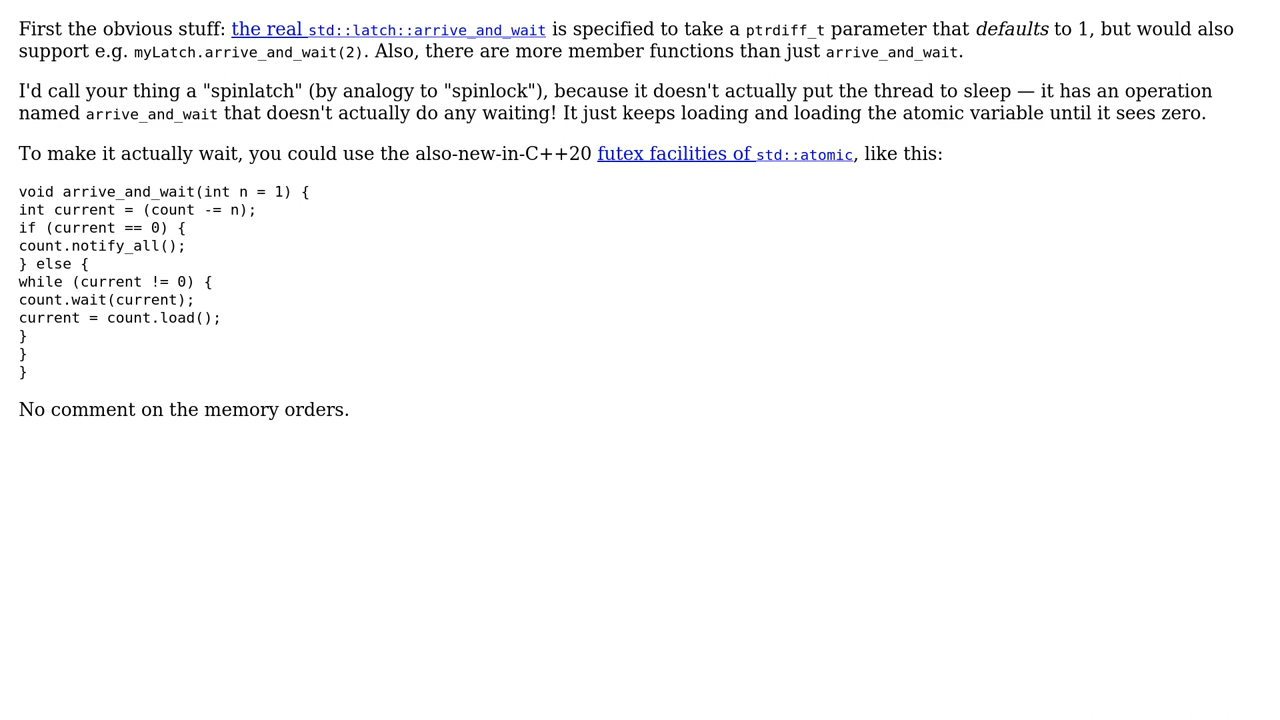 First the obvious stuff: the real std::latch::arrive_and_wait is specified to take a ptrdiff_t parameter that defaults to 1, but would also
support e.g. myLatch.arrive_and_wait(2). Also, there are more member functions than just arrive_and_wait.
I'd call your thing a "spinlatch" (by analogy to "spinlock"), because it doesn't actually put the thread to sleep — it has an operation
named arrive_and_wait that doesn't actually do any waiting! It just keeps loading and loading the atomic variable until it sees zero.
To make it actually wait, you could use the also-new-in-C++20 futex facilities of std::atomic, like this:
void arrive_and_wait(int n = 1) {
int current = (count -= n);
if (current == 0) {
count.notify_all();
} else {
while (current != 0) {
count.wait(current);
current = count.load();
}
}
}
No comment on the memory orders.